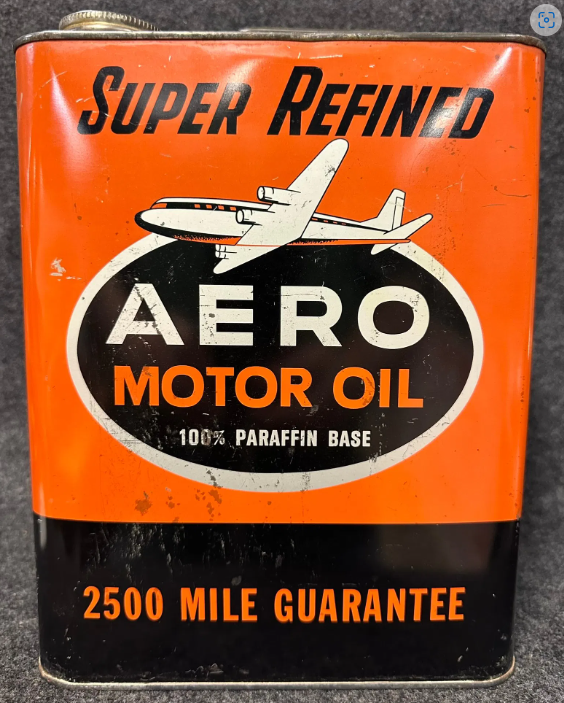 SUPER REFINED
AERO
MOTOR OIL
100% PARAFFIN BASE
2500 MILE GUARANTEE